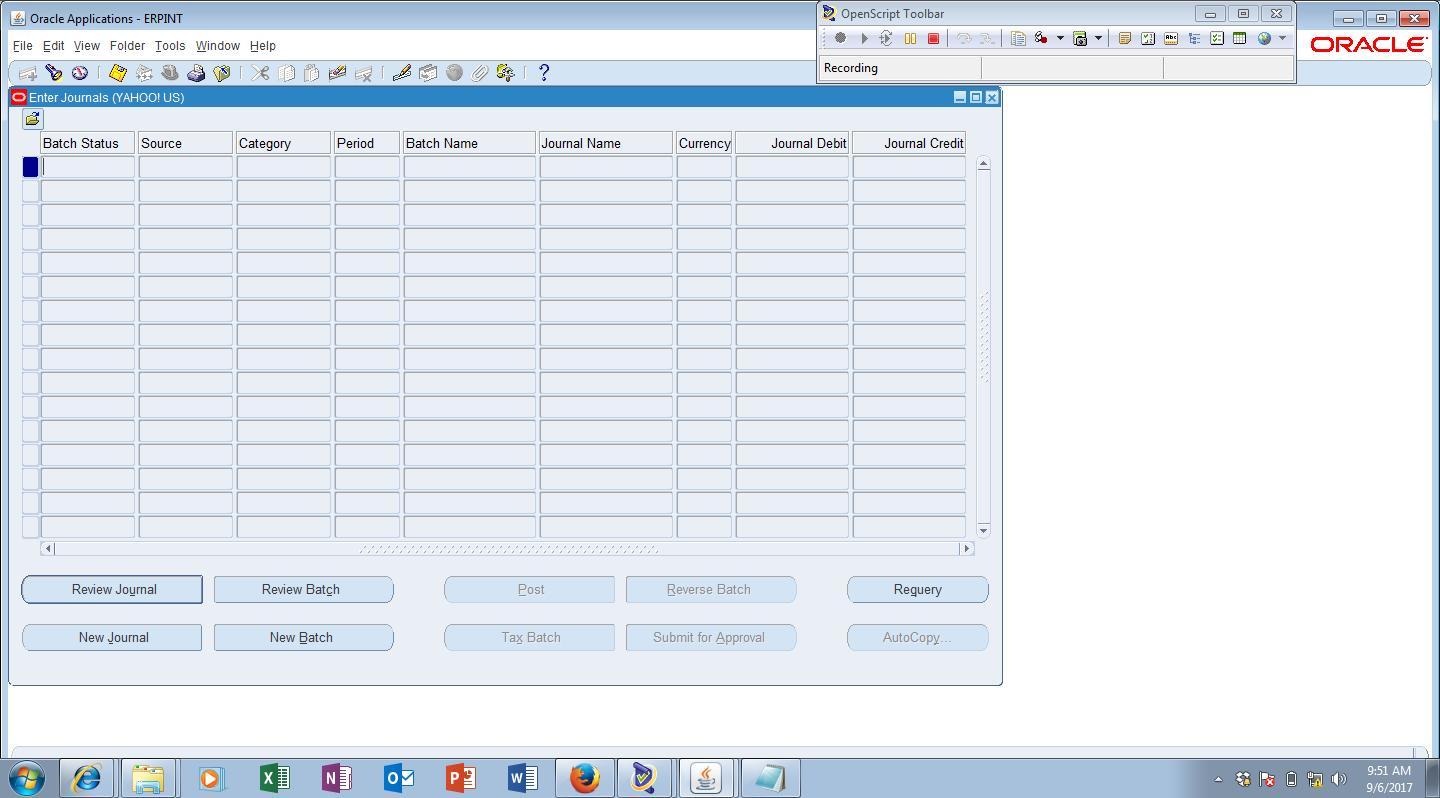 Oracle Applications - ERPINT
OpenScript Toolbar
File Edit View Folder Tools Window Help
ORACLE
Recording
Enter Journals (YAHOO! US)
Batch Status Source Category Period Batch Name Journal Name Currency Journal Debit Journal Credit
Review Journal Review Batch Post Reverse Batch Requery
New Journal New Batch Tax Batch Submit for Approval AutoCopy...
9:51 AM
9/6/2017